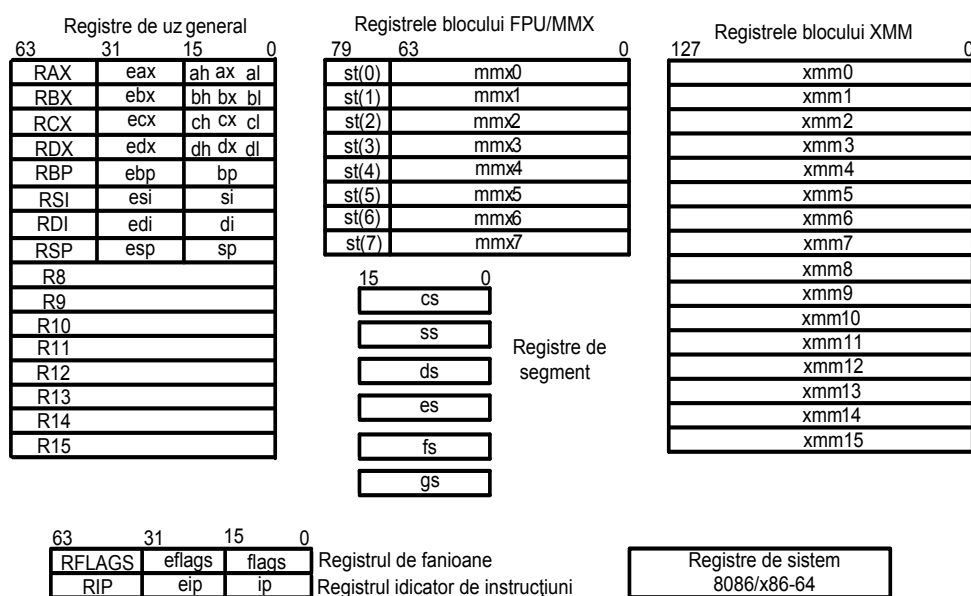 Registre de uz general
63 31 15 0
RAX eax ah ax al
RBX ebx bh bx bl
RCX ecx ch cx cl
RDX edx dh dx dl
RBP ebp bp
RSI esi si
RDI edi di
RSP esp sp
R8
R9
R10
R11
R12
R13
R14
R15
Registrele blocului FPU/MMX
79 63 0
st(0) mmx0
st(1) mmx1
st(2) mmx2
st(3) mmx3
st(4) mmx4
st(5) mmx5
st(6) mmx6
st(7) mmx7
15 0
cs
ss
ds
es
fs
gs
Registre de
segment
Registrele blocului XMM
127 0
xmm0
xmm1
xmm2
xmm3
xmm4
xmm5
xmm6
xmm7
xmm8
xmm9
xmm10
xmm11
xmm12
xmm13
xmm14
xmm15
63 31 15 0
RFLAGS eflags flags Registrul de fanioane
RIP eip ip Registrul idicator de instrucțiuni
Registre de sistem
8086/x86-64